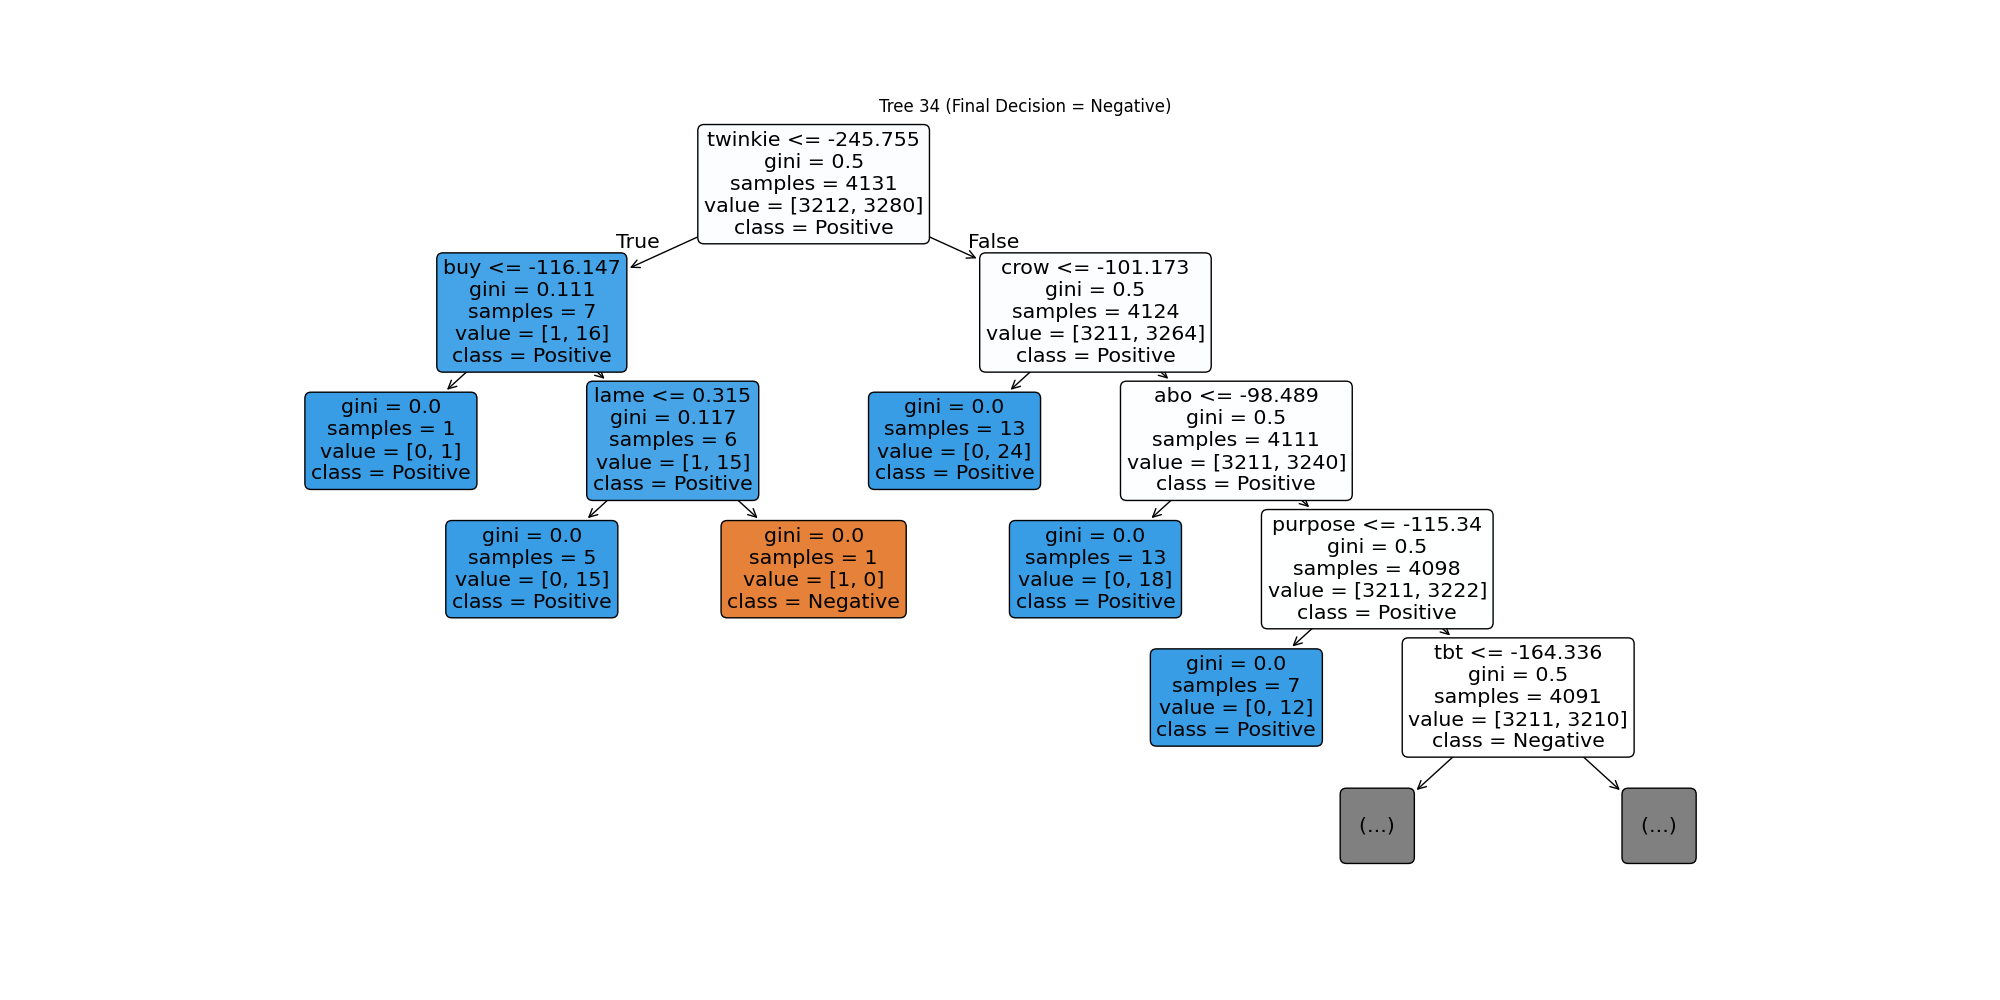 Tree 34 (Final Decision = Negative)
twinkie <= -245.755
gini = 0.5
samples = 4131
value = [3212, 3280]
class = Positive
True
False
buy <= -116.147
gini = 0.111
samples = 7
value = [1, 16]
class = Positive
crow <= -101.173
gini = 0.5
samples = 4124
value = [3211, 3264]
class = Positive
gini = 0.0
samples = 1
value = [0, 1]
class = Positive
lame <= 0.315
gini = 0.117
samples = 6
value = [1, 15]
class = Positive
gini = 0.0
samples = 13
value = [0, 24]
class = Positive
abo <= -98.489
gini = 0.5
samples = 4111
value = [3211, 3240]
class = Positive
gini = 0.0
samples = 5
value = [0, 15]
class = Positive
gini = 0.0
samples = 1
value = [1, 0]
class = Negative
gini = 0.0
samples = 13
value = [0, 18]
class = Positive
purpose <= -115.34
gini = 0.5
samples = 4098
value = [3211, 3222]
class = Positive
gini = 0.0
samples = 7
value = [0, 12]
class = Positive
tbt <= -164.336
gini = 0.5
samples = 4091
value = [3211, 3210]
class = Negative
(...)
(...)